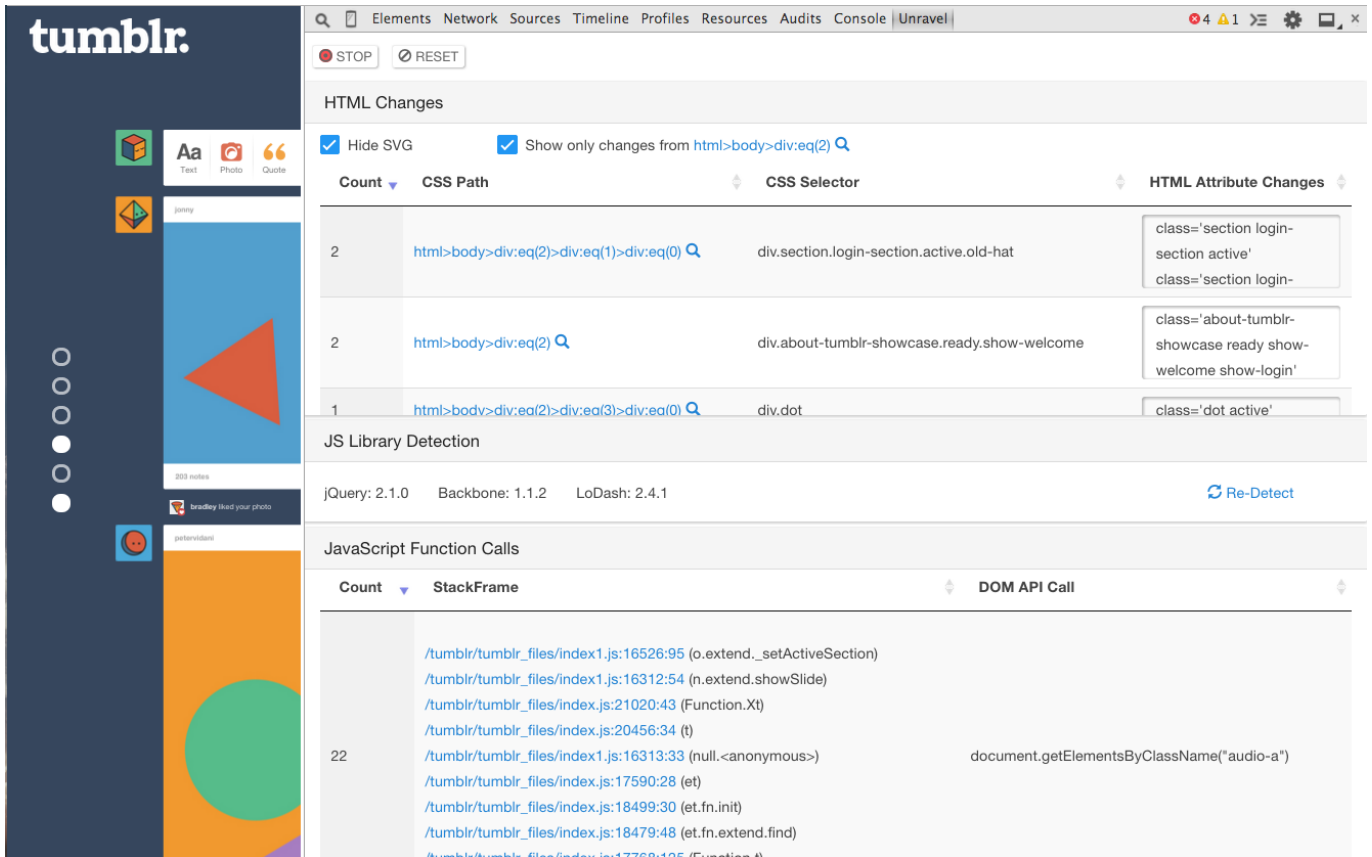 tumblr.
Aa
Text
Photo
Quote
jonny
203 notes
bradley liked your photo
petervidani
Elements Network Sources Timeline Profiles Resources Audits Console Unravel
4 1
STOP RESET
HTML Changes
Hide SVG Show only changes from html>body>div:eq(2)
Count CSS Path CSS Selector HTML Attribute Changes
2 html>body>div:eq(2)>div:eq(1)>div:eq(0) div.section.login-section.active.old-hat
class='section login-
section active'
class='section login-
2 html>body>div:eq(2) div.about-tumblr-showcase.ready.show-welcome
class='about-tumblr-
showcase ready show-
welcome show-login'
1 html>body>div:eq(2)>div:eq(3)>div:eq(0) div.dot class='dot active'
JS Library Detection
jQuery: 2.1.0 Backbone: 1.1.2 LoDash: 2.4.1 Re-Detect
JavaScript Function Calls
Count StackFrame DOM API Call
/tumblr/tumblr_files/index1.js:16526:95 (o.extend._setActiveSection)
/tumblr/tumblr_files/index1.js:16312:54 (n.extend.showSlide)
/tumblr/tumblr_files/index.js:21020:43 (Function.Xt)
/tumblr/tumblr_files/index.js:20456:34 (t)
22 /tumblr/tumblr_files/index1.js:16313:33 (null.<anonymous>) document.getElementsByClassName("audio-a")
/tumblr/tumblr_files/index.js:17590:28 (et)
/tumblr/tumblr_files/index.js:18499:30 (et.fn.init)
/tumblr/tumblr_files/index.js:18479:48 (et.fn.extend.find)
/tumblr/tumblr_files/index.js:17768:125 (Function.t)